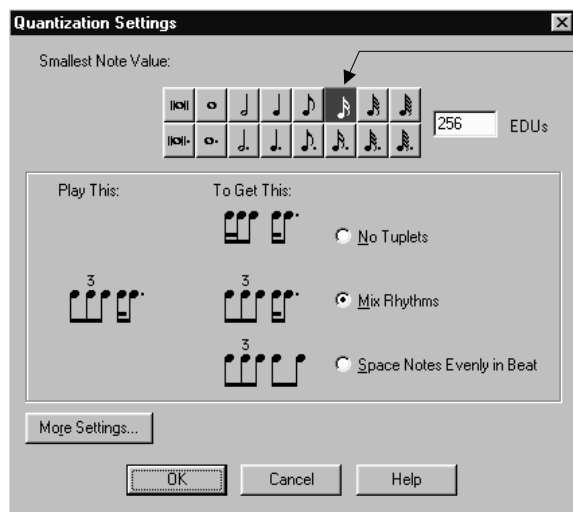 Quantization Settings
Smallest Note Value:
256 EDUs
Play This: To Get This:
No Tuplets
3 3
Mix Rhythms
3
Space Notes Evenly in Beat
More Settings...
OK Cancel Help